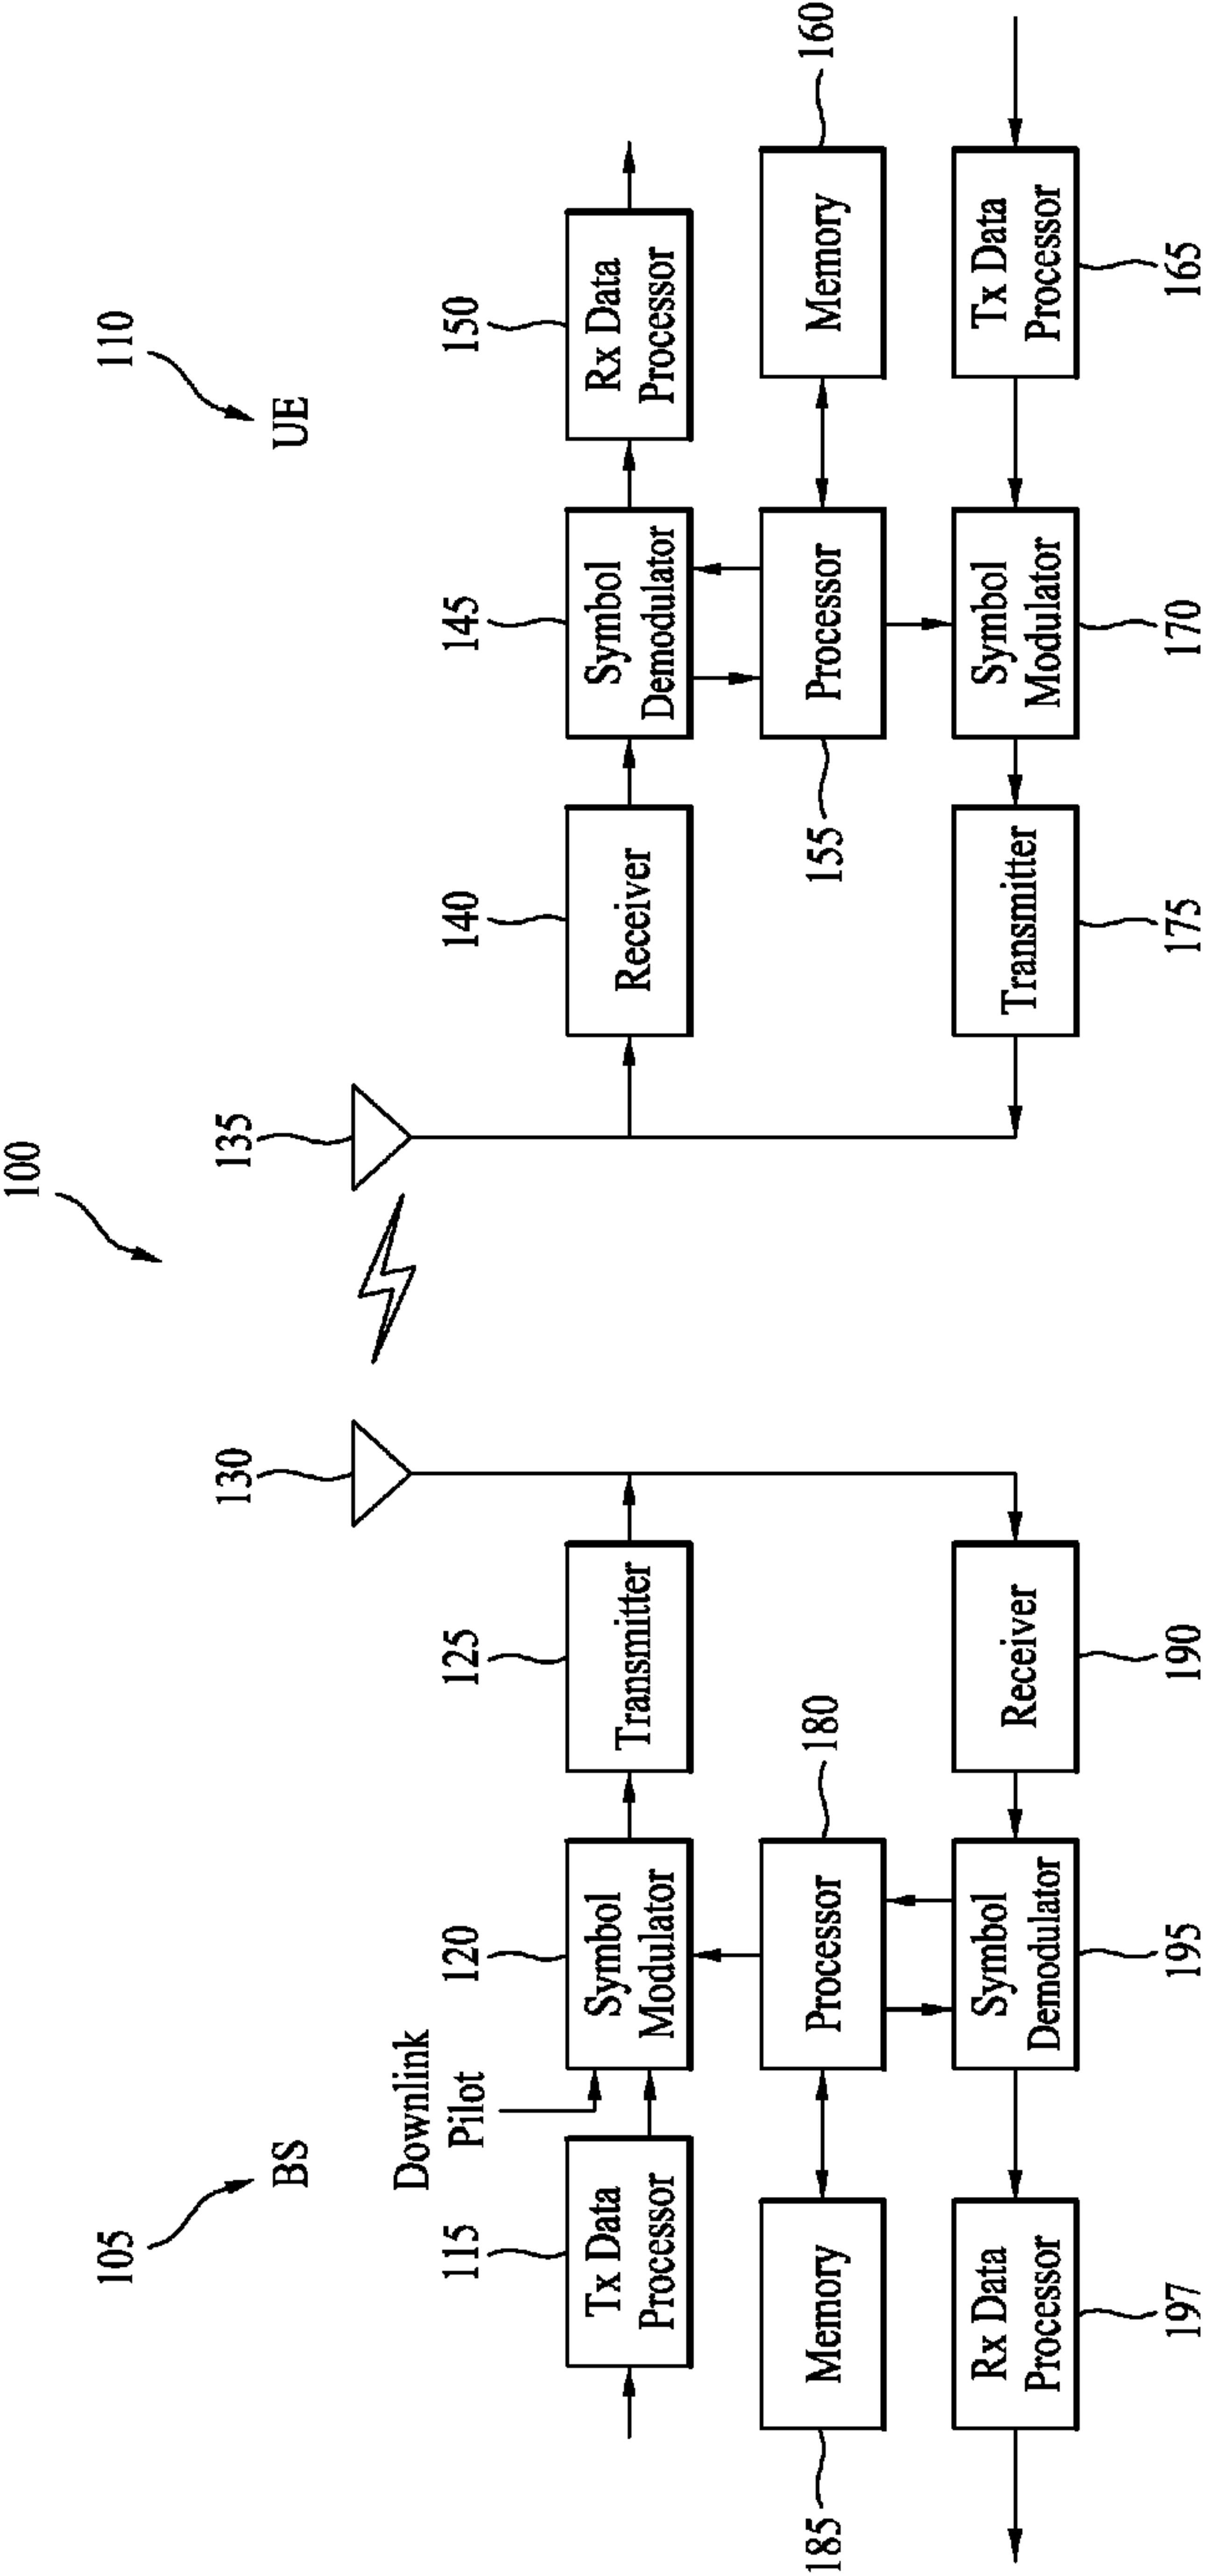 100
105
BS
110
UE
130
135
Downlink
Pilot
115
120
125
140
145
150
Tx Data
Processor
Symbol
Modulator
Transmitter
Receiver
Symbol
Demodulator
Rx Data
Processor
180
160
Memory
Processor
Processor
Memory
185
155
Rx Data
Processor
Symbol
Demodulator
Receiver
Transmitter
Symbol
Modulator
Tx Data
Processor
197
195
190
175
170
165